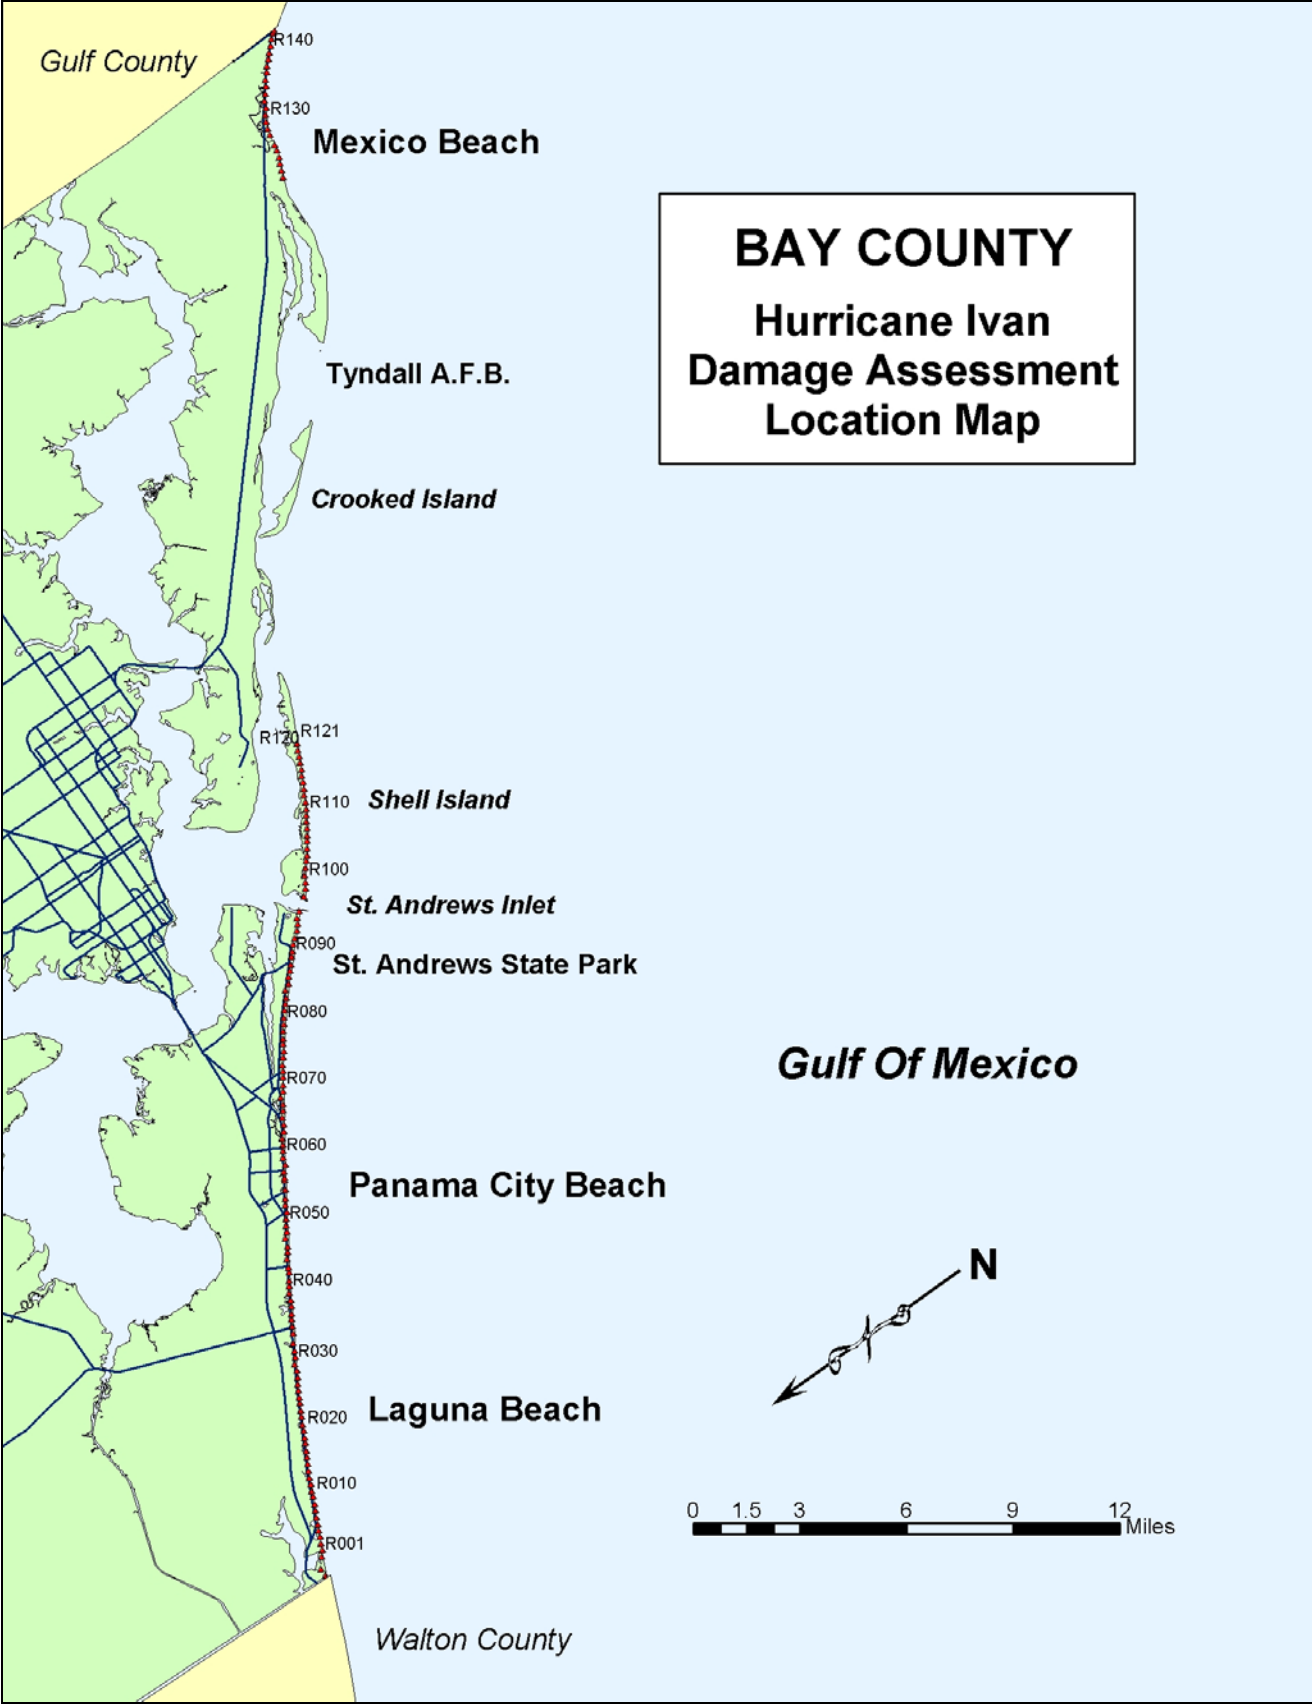 R140
Gulf County
R130
Mexico Beach
BAY COUNTY
Hurricane Ivan
Damage Assessment
Location Map
Tyndall A.F.B.
Crooked Island
R121
R120
R110
Shell Island
R100
St. Andrews Inlet
R090
St. Andrews State Park
R080
Gulf Of Mexico
R070
R060
Panama City Beach
R050
N
R040
R030
Laguna Beach
R020
R010
0 1.5 3 6 9 12
Miles
R001
Walton County